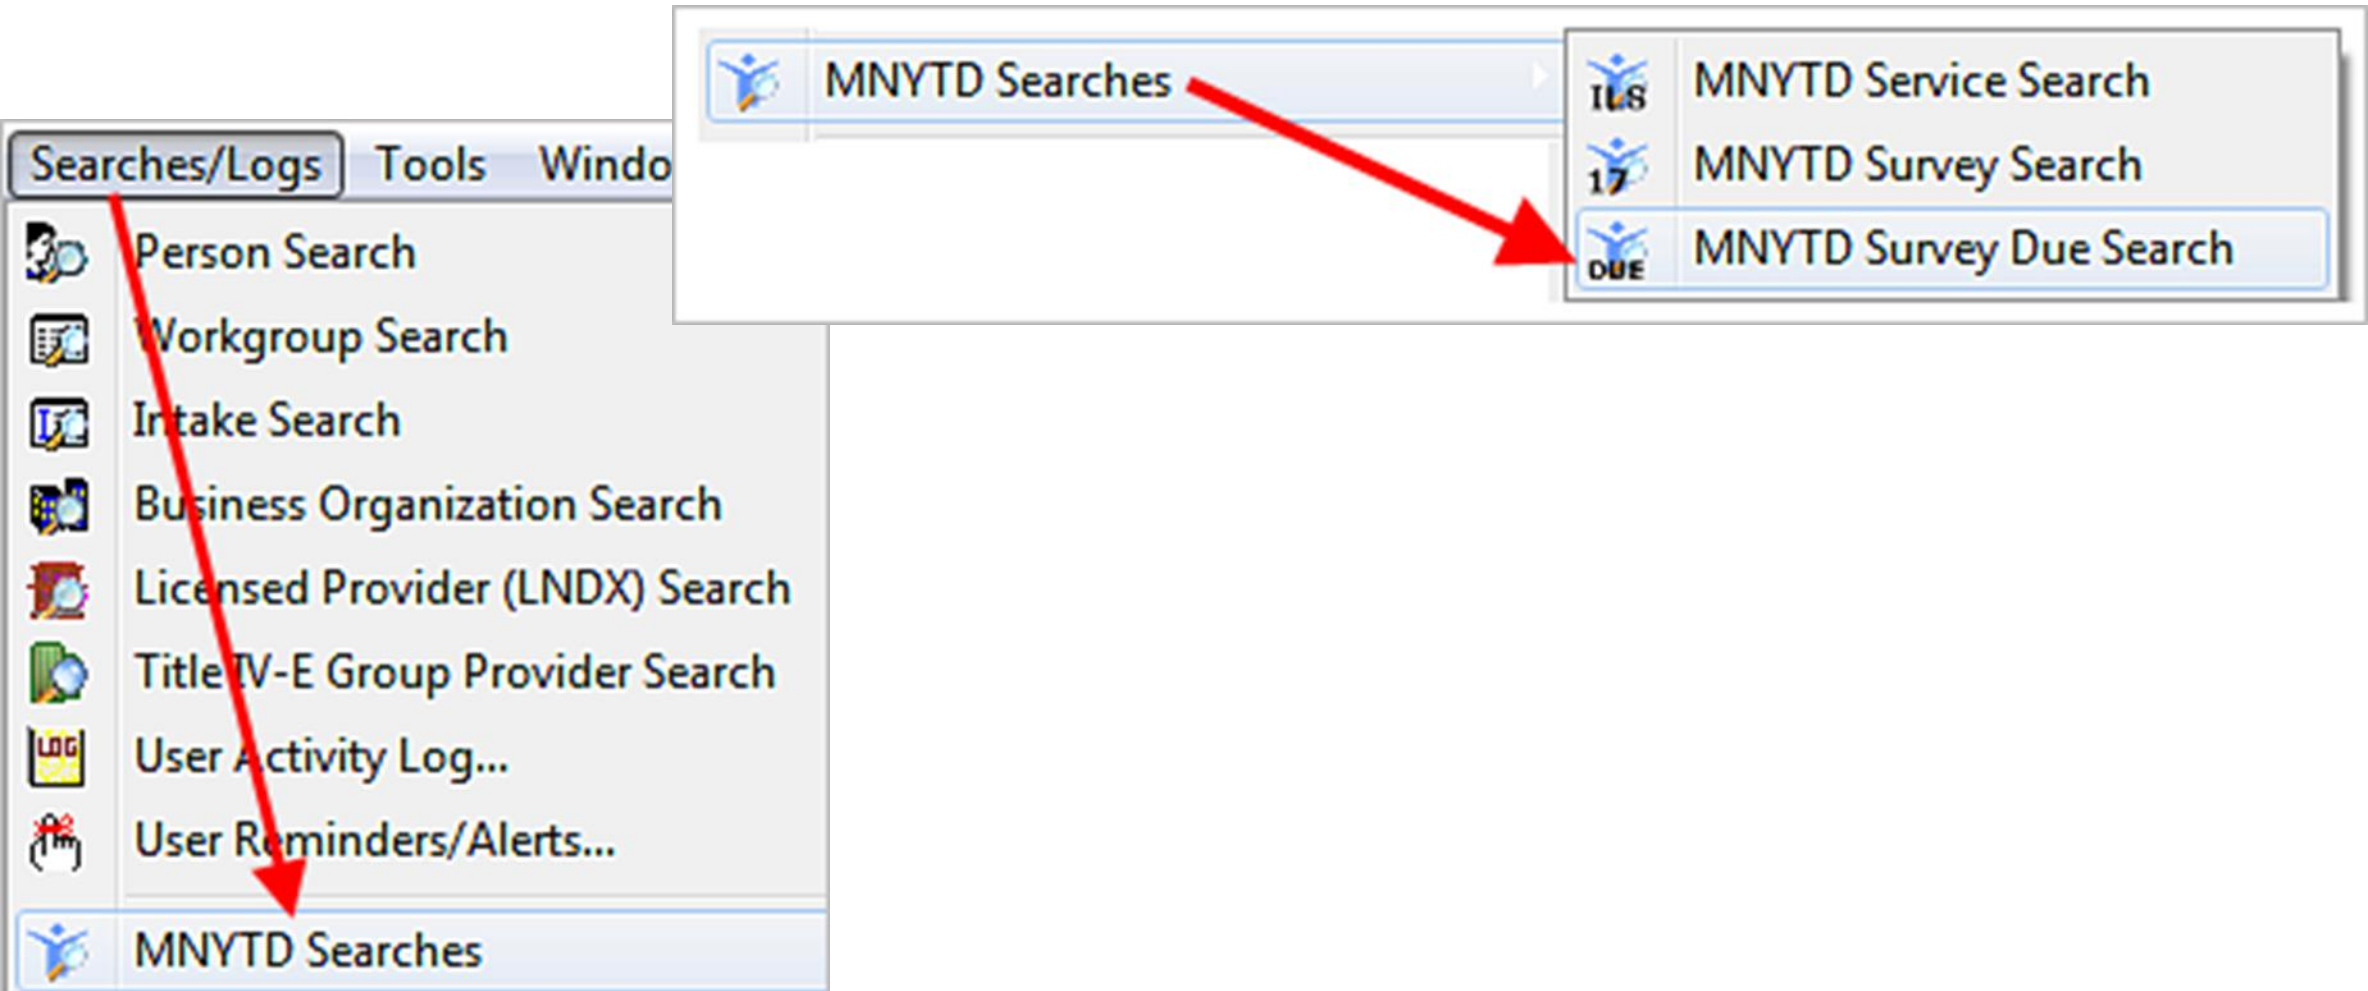 MNYTD Searches
ILS
MNYTD Service Search
17
MNYTD Survey Search
DUE
MNYTD Survey Due Search
Searches/Logs Tools Windo
Person Search
Workgroup Search
Intake Search
Business Organization Search
Licensed Provider (LNDX) Search
Title IV-E Group Provider Search
LOG
User Activity Log...
User Reminders/Alerts...
MNYTD Searches